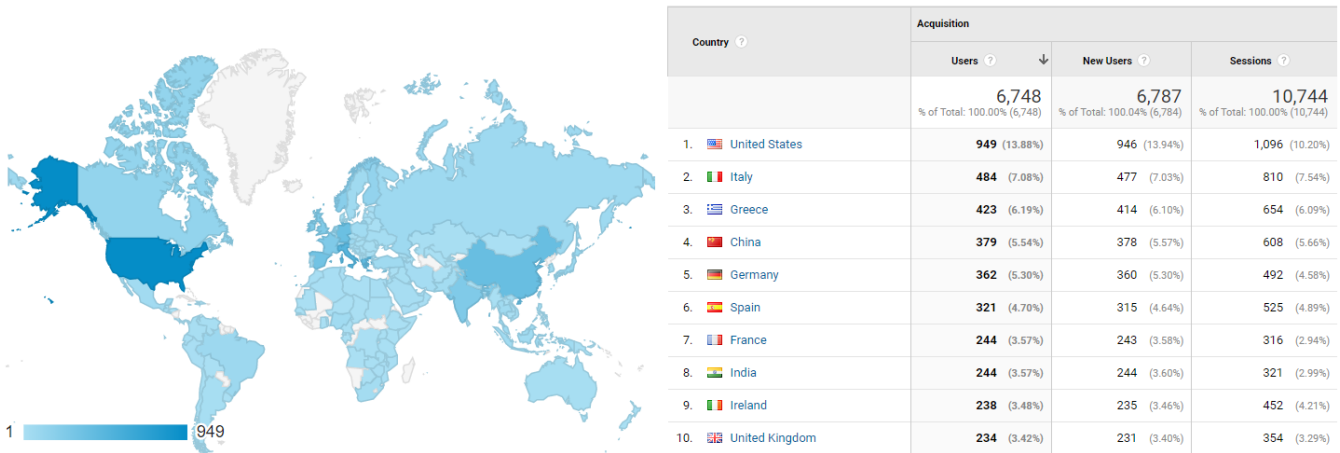 Acquisition
Country ?
Users ? New Users ? Sessions ?
6,748 6,787 10,744
% of Total: 100.00% (6,748) % of Total: 100.04% (6,784) % of Total: 100.00% (10,744)
1. United States 949 (13.88%) 946 (13.94%) 1,096 (10.20%)
2. Italy 484 (7.08%) 477 (7.03%) 810 (7.54%)
3. Greece 423 (6.19%) 414 (6.10%) 654 (6.09%)
4. China 379 (5.54%) 378 (5.57%) 608 (5.66%)
5. Germany 362 (5.30%) 360 (5.30%) 492 (4.58%)
6. Spain 321 (4.70%) 315 (4.64%) 525 (4.89%)
7. France 244 (3.57%) 243 (3.58%) 316 (2.94%)
8. India 244 (3.57%) 244 (3.60%) 321 (2.99%)
9. Ireland 238 (3.48%) 235 (3.46%) 452 (4.21%)
10. United Kingdom 234 (3.42%) 231 (3.40%) 354 (3.29%)
1 949